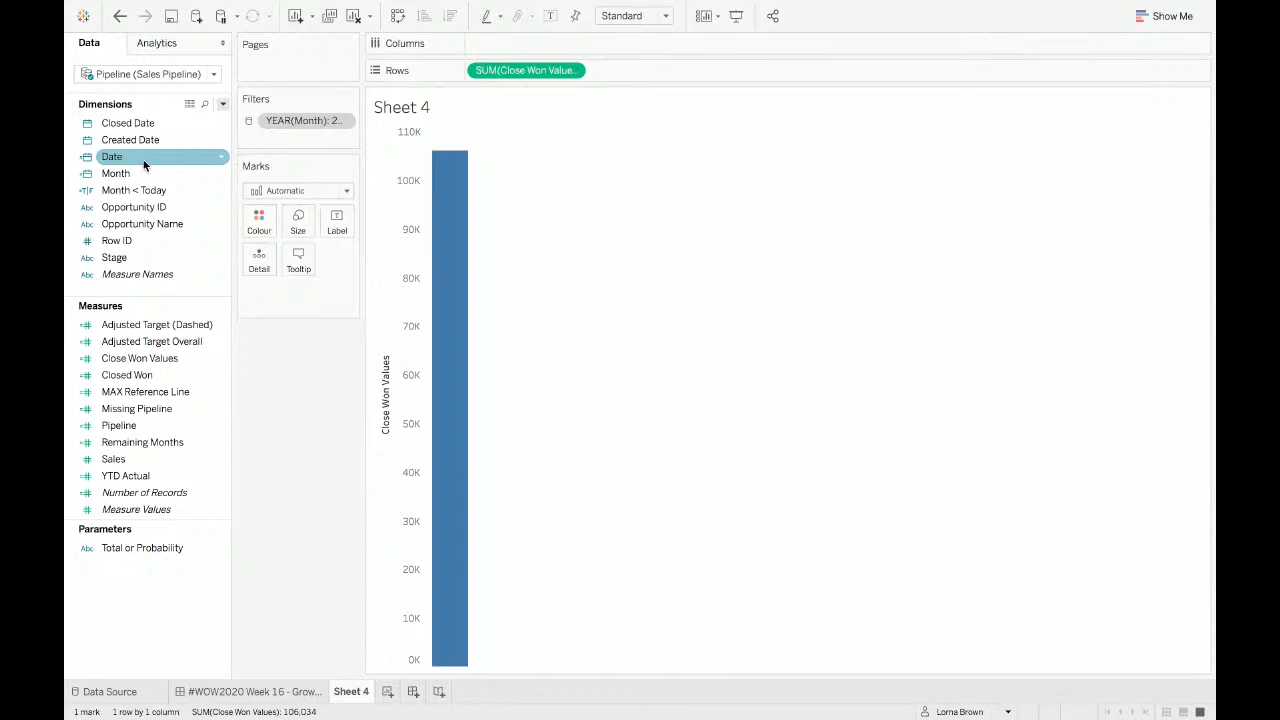 Standard
Show Me
Data
Analytics
Pages
Columns
Pipeline (Sales Pipeline)
Rows
SUM(Close Won Value..
Dimensions
Filters
Sheet 4
Closed Date
YEAR(Month): 2..
Created Date
Date
Month
Month < Today
Opportunity ID
Opportunity Name
Row ID
Stage
Measure Names
Marks
Automatic
Colour
Size
Label
Detail
Tooltip
110K
100K
90K
80K
70K
60K
50K
40K
30K
20K
10K
0K
Close Won Values
Measures
Adjusted Target (Dashed)
Adjusted Target Overall
Close Won Values
Closed Won
MAX Reference Line
Missing Pipeline
Pipeline
Remaining Months
Sales
YTD Actual
Number of Records
Measure Values
Parameters
Total or Probability
Data Source
#WOW2020 Week 16 - Grow...
Sheet 4
1 mark
1 row by 1 column
SUM(Close Won Values): 106,034
Lorna Brown